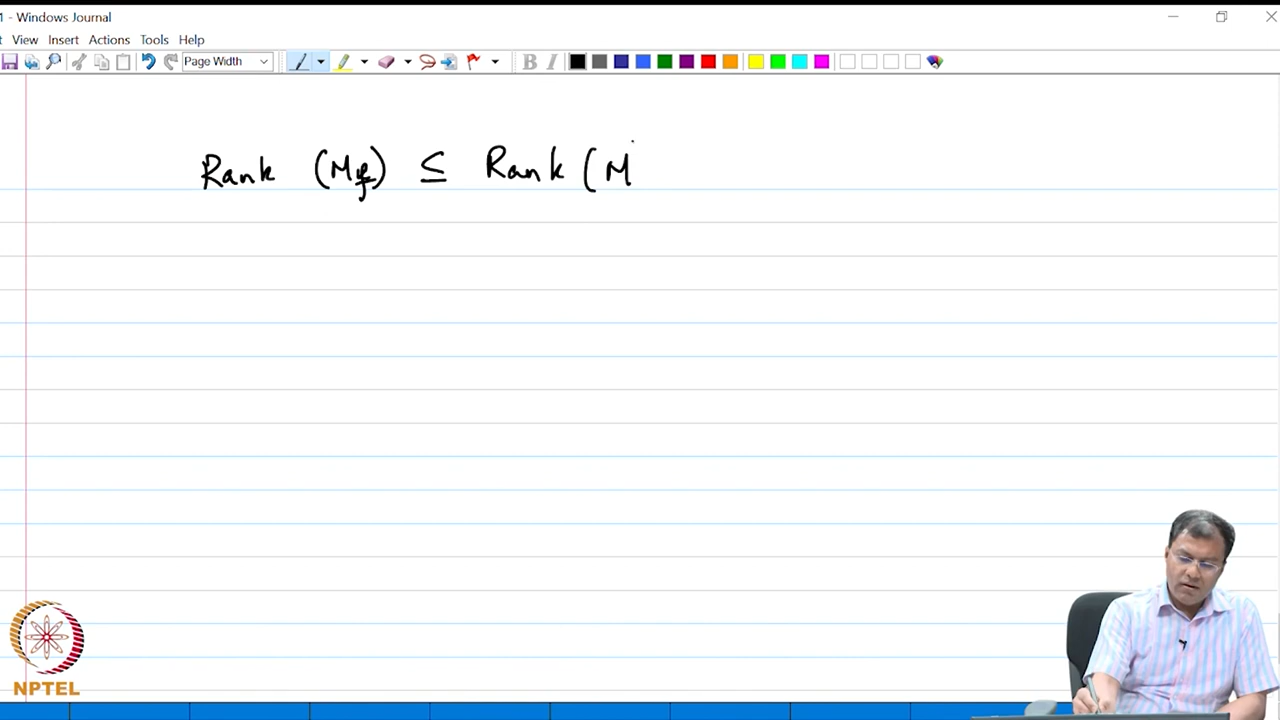 1 - Windows Journal
t View Insert Actions Tools Help
Page Width B I
Rank (Mf) ≤ Rank (M
NPTEL